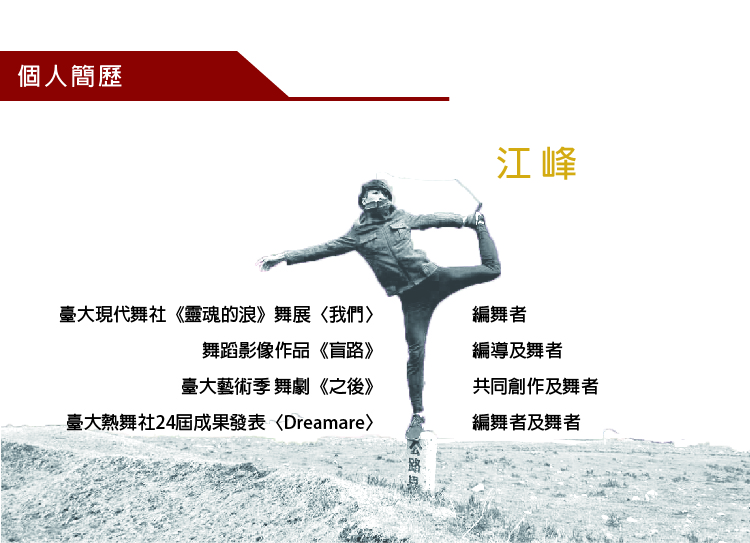 個人簡歷
江 峰
臺大現代舞社《靈魂的浪》舞展〈我們〉 編舞者
舞蹈影像作品《盲路》 編導及舞者
臺大藝術季 舞劇《之後》 共同創作及舞者
臺大熱舞社24屆成果發表〈Dreamare〉 編舞者及舞者
公路